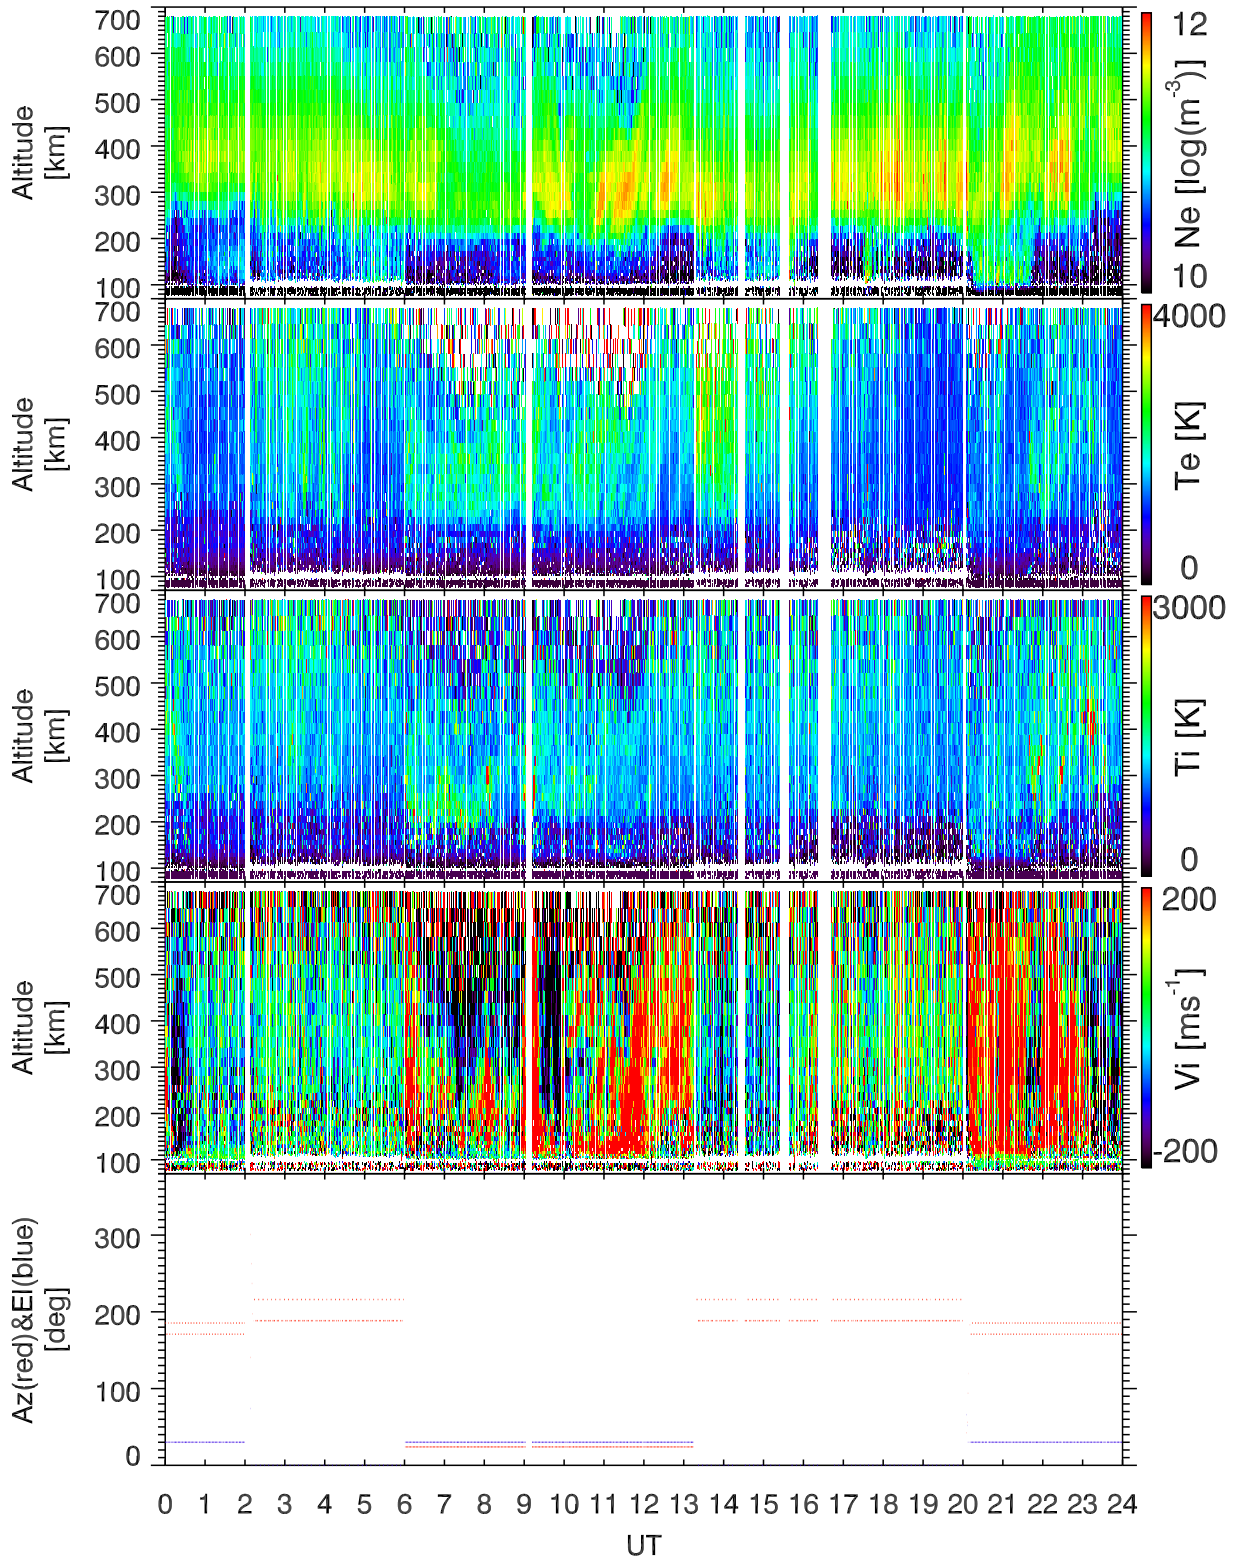 700
600
500
400
300
200
100
Altitude
[km]
12
10
Ne [log(m⁻³)]
700
600
500
400
300
200
100
Altitude
[km]
4000
0
Te [K]
700
600
500
400
300
200
100
Altitude
[km]
3000
0
Ti [K]
700
600
500
400
300
200
100
Altitude
[km]
200
-200
Vi [ms⁻¹]
300
200
100
0
Az(red)&El(blue)
[deg]
0 1 2 3 4 5 6 7 8 9 10 11 12 13 14 15 16 17 18 19 20 21 22 23 24
UT